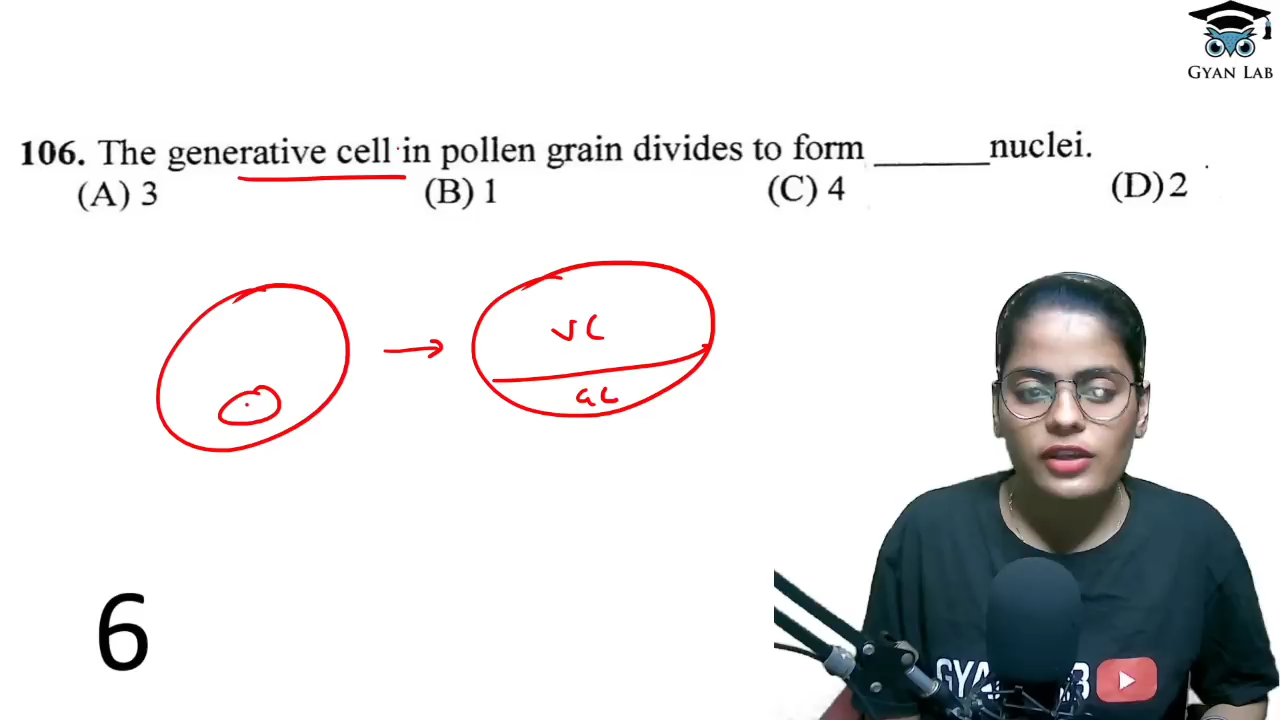 GYAN LAB
106. The generative cell in pollen grain divides to form ______ nuclei.
(A) 3 (B) 1 (C) 4 (D) 2
VC
GC
6